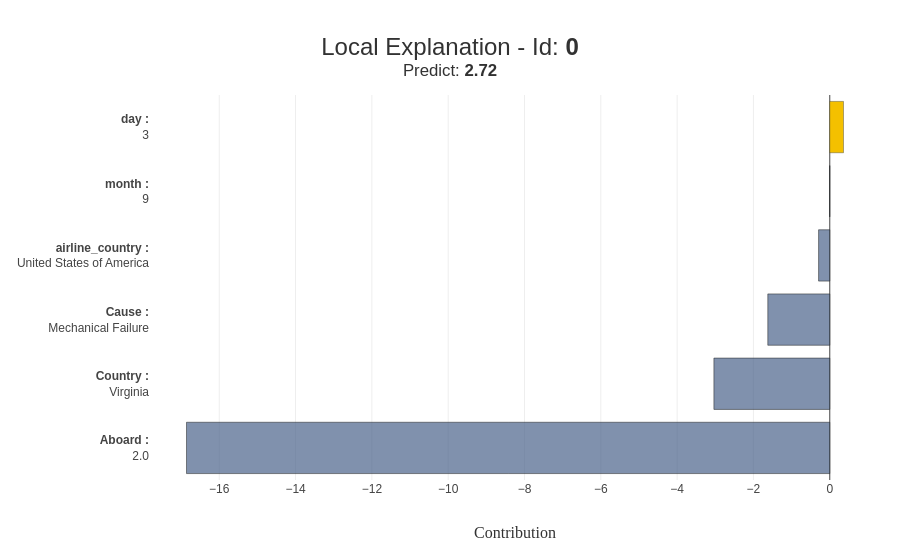 Local Explanation - Id: 0
Predict: 2.72
day :
3
month :
9
airline_country :
United States of America
Cause :
Mechanical Failure
Country :
Virginia
Aboard :
2.0
−16 −14 −12 −10 −8 −6 −4 −2 0
Contribution